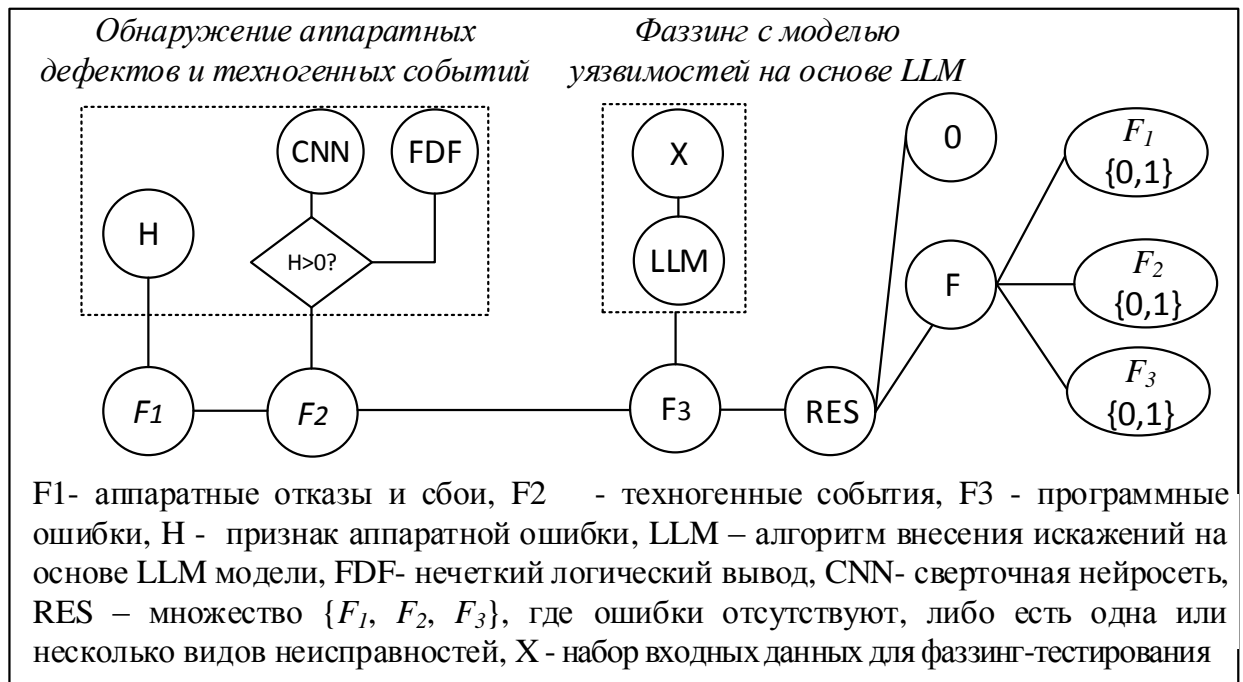 Обнаружение аппаратных
дефектов и техногенных событий
Фаззинг с моделью
уязвимостей на основе LLM
CNN
FDF
X
0
F1
{0,1}
H
H>0?
LLM
F
F2
{0,1}
F3
{0,1}
F1
F2
F3
RES
F1- аппаратные отказы и сбои, F2 - техногенные события, F3 - программные
ошибки, H - признак аппаратной ошибки, LLM – алгоритм внесения искажений на
основе LLM модели, FDF- нечеткий логический вывод, CNN- сверточная нейросеть,
RES – множество {F1, F2, F3}, где ошибки отсутствуют, либо есть одна или
несколько видов неисправностей, X - набор входных данных для фаззинг-тестирования